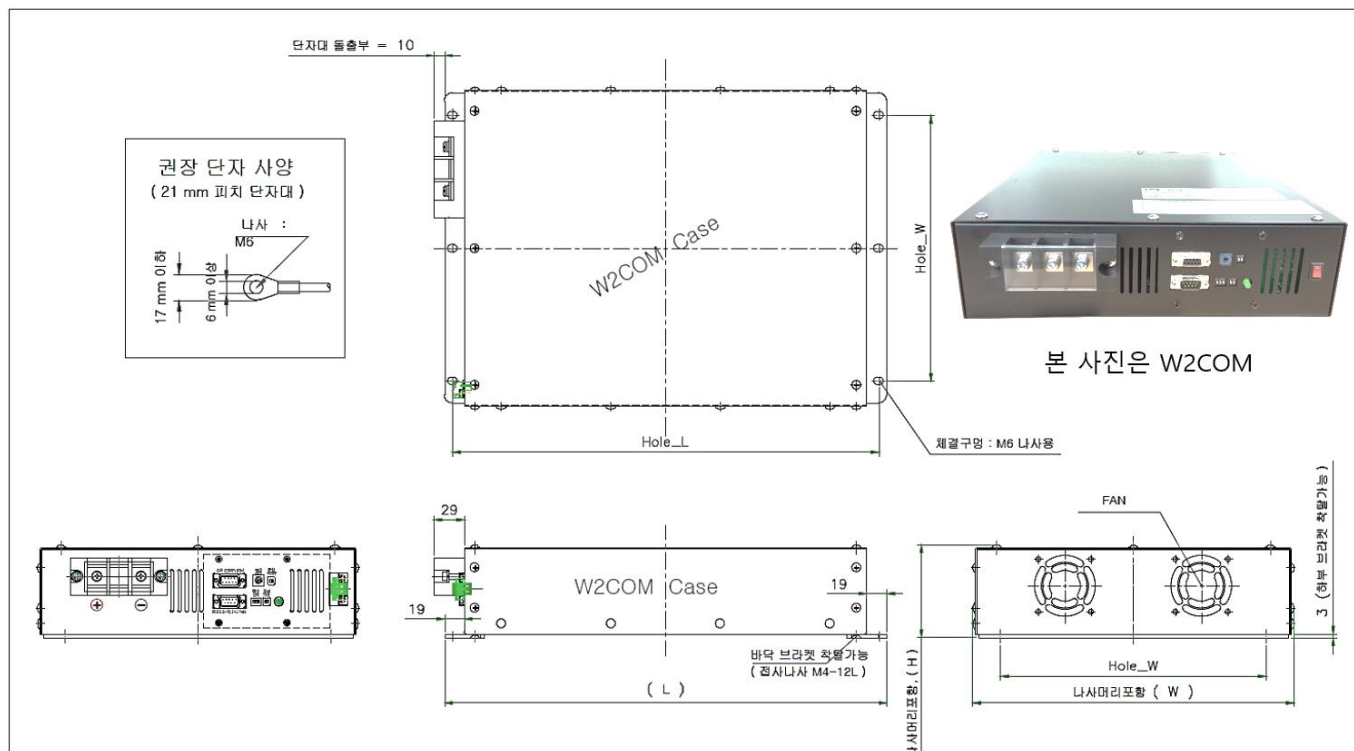 단자대 돌출부 = 10
권장 단자 사양
( 21 mm 피치 단자대 )
나사 :
M6
17 mm 이하
6 mm 이상
W2COM Case
Hole_W
Hole_L
본 사진은 W2COM
체결구멍 : M6 나사용
29
19
W2COM Case
19
바닥 브라켓 착탈가능
( 접사나사 M4-12L )
( L )
나사머리포함, ( H )
FAN
3 ( 하부 브라켓 착탈가능 )
Hole_W
나사머리포함 ( W )
+
−